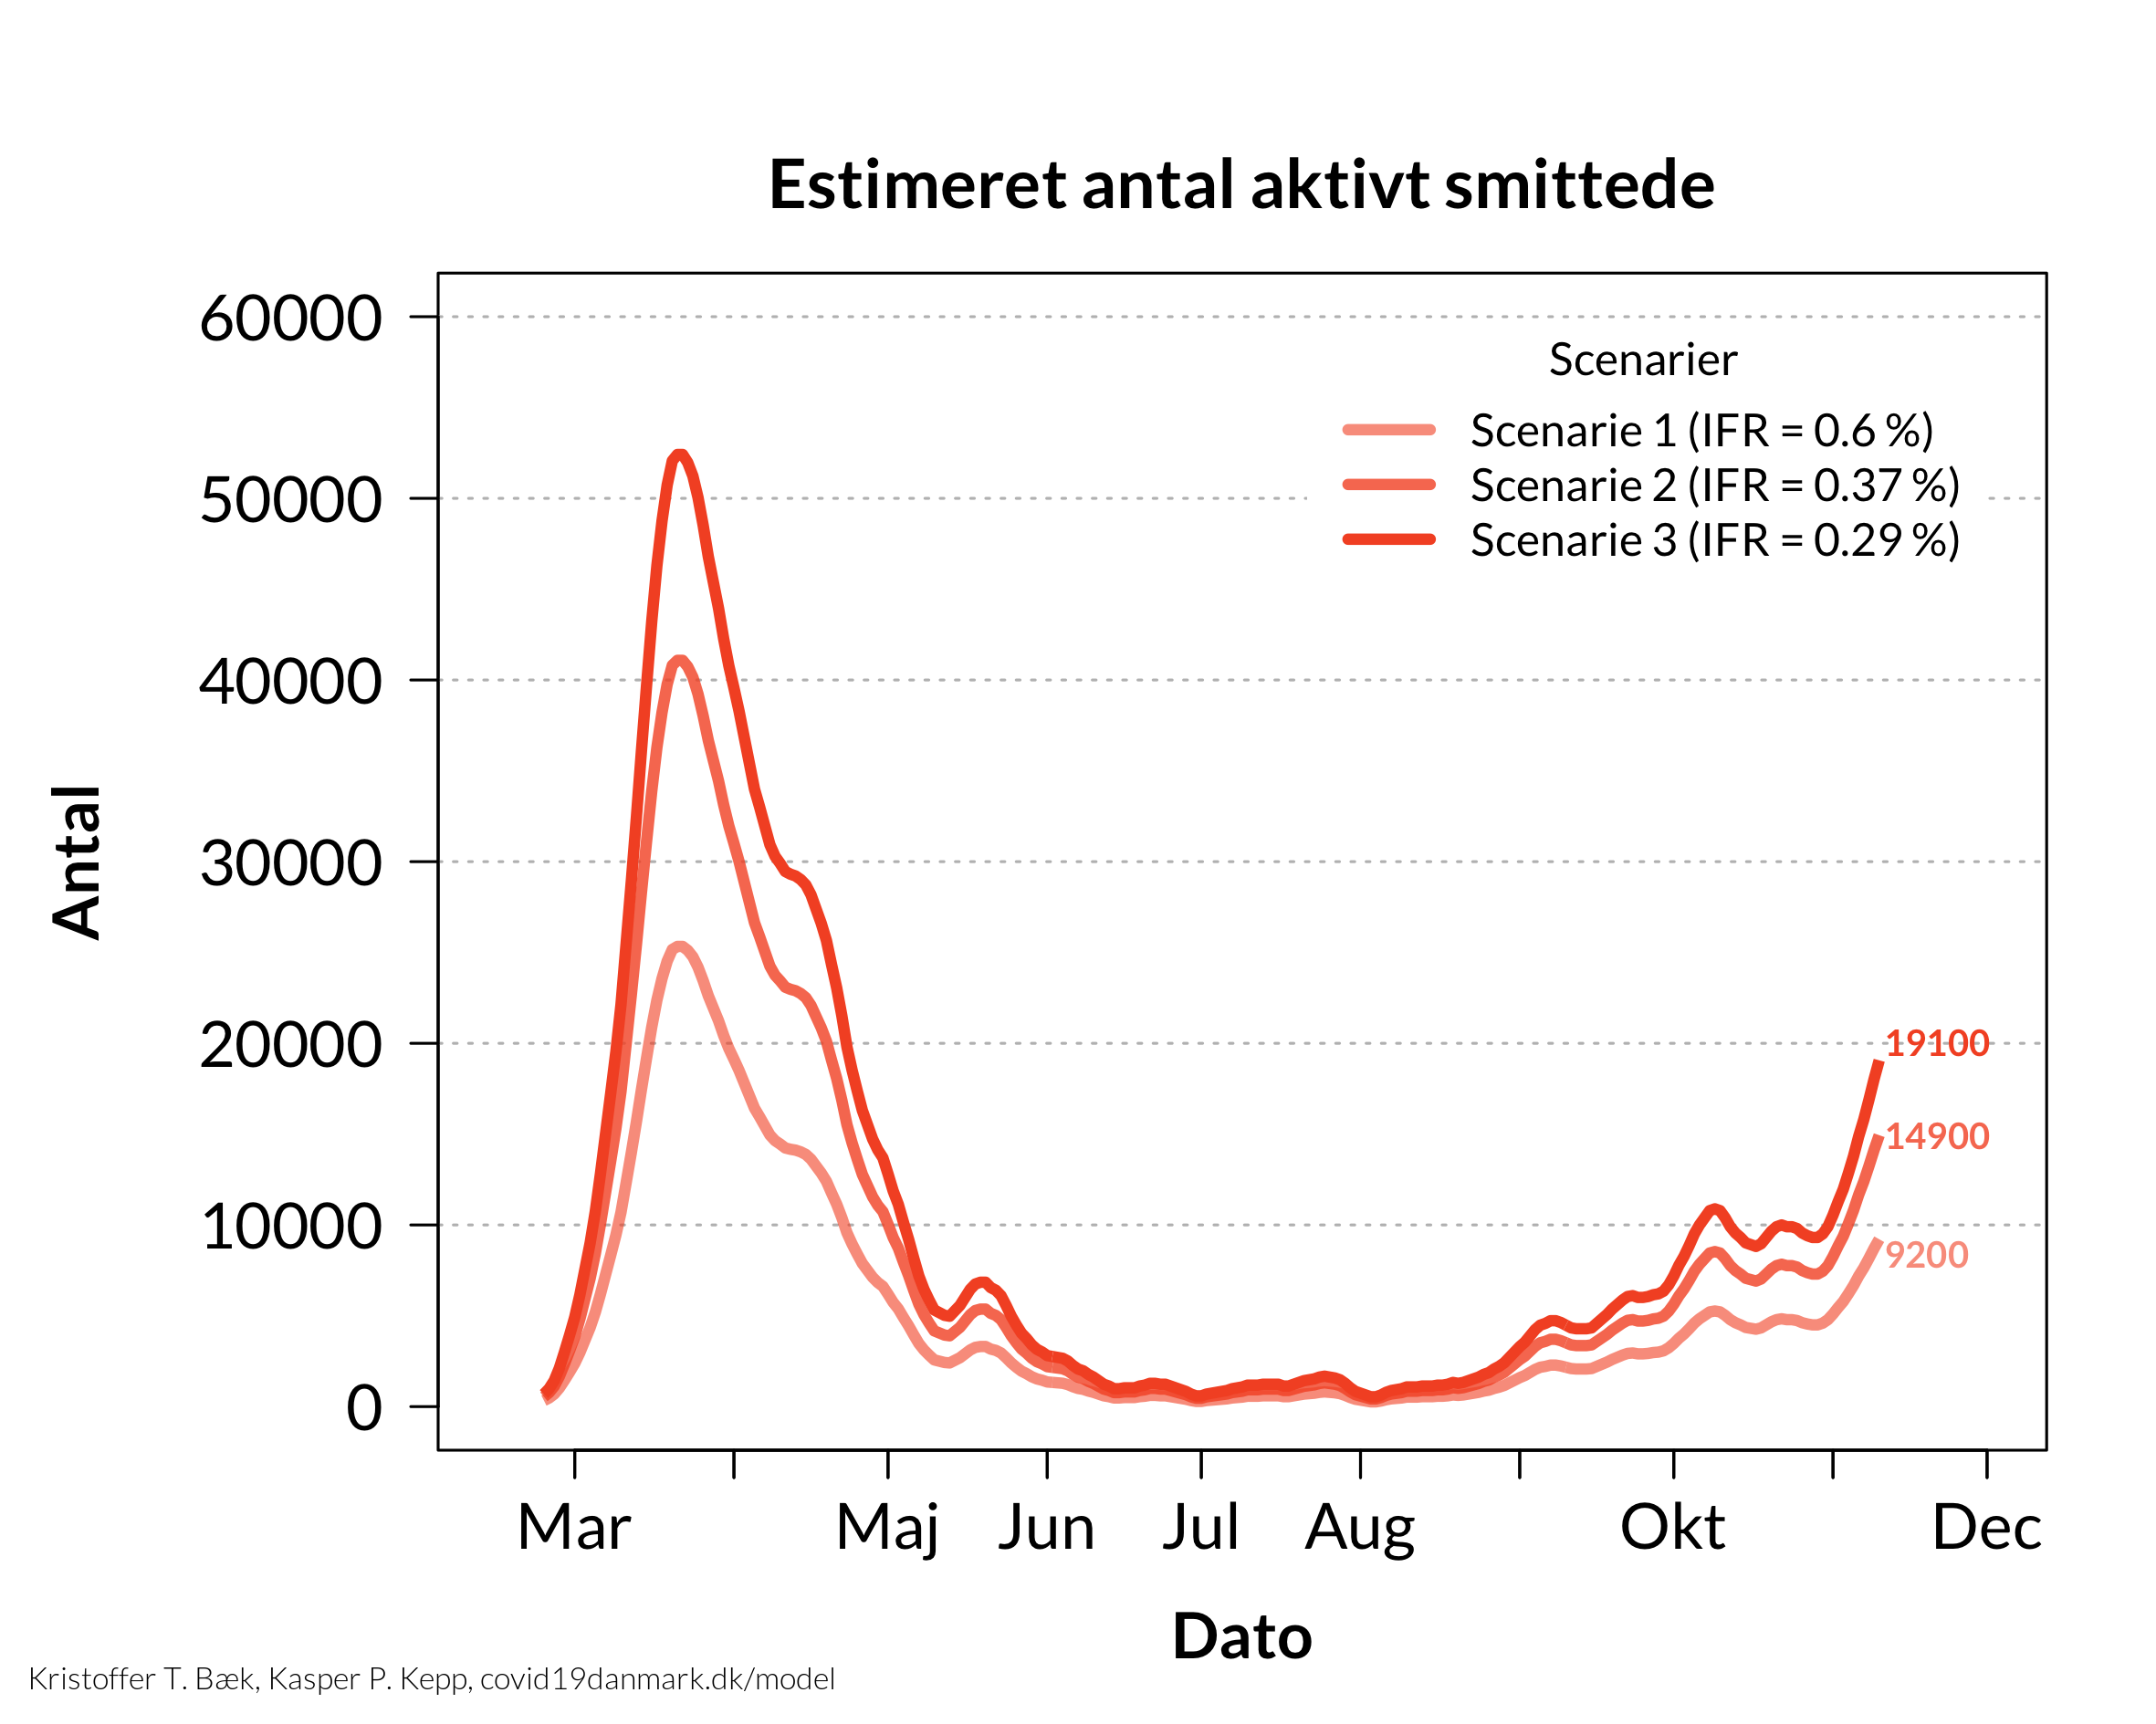 Estimeret antal aktivt smittede
60000
50000
40000
30000
20000
10000
0
Antal
Scenarier
Scenarie 1 (IFR = 0.6 %)
Scenarie 2 (IFR = 0.37 %)
Scenarie 3 (IFR = 0.29 %)
19100
14900
9200
Mar Maj Jun Jul Aug Okt Dec
Dato
Kristoffer T. Bæk, Kasper P. Kepp, covid19danmark.dk/model